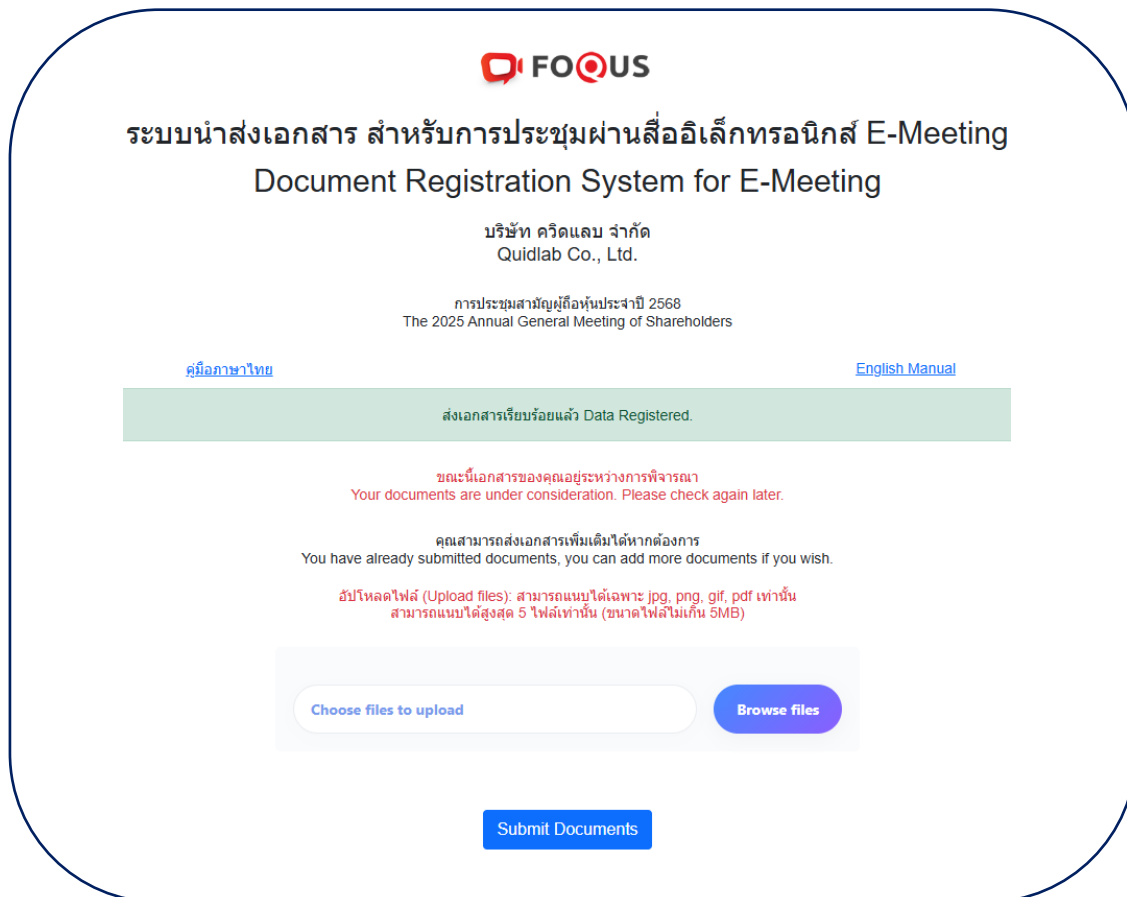 FOQUS
ระบบนำส่งเอกสาร สำหรับการประชุมผ่านสื่ออิเล็กทรอนิกส์ E-Meeting
Document Registration System for E-Meeting
บริษัท ควิดแลบ จำกัด
Quidlab Co., Ltd.
การประชุมสามัญผู้ถือหุ้นประจำปี 2568
The 2025 Annual General Meeting of Shareholders
คู่มือภาษาไทย English Manual
ส่งเอกสารเรียบร้อยแล้ว Data Registered.
ขณะนี้เอกสารของคุณอยู่ระหว่างการพิจารณา
Your documents are under consideration. Please check again later.
คุณสามารถส่งเอกสารเพิ่มเติมได้หากต้องการ
You have already submitted documents, you can add more documents if you wish.
อัปโหลดไฟล์ (Upload files): สามารถแนบได้เฉพาะ jpg, png, gif, pdf เท่านั้น
สามารถแนบได้สูงสุด 5 ไฟล์เท่านั้น (ขนาดไฟล์ไม่เกิน 5MB)
Choose files to upload Browse files
Submit Documents